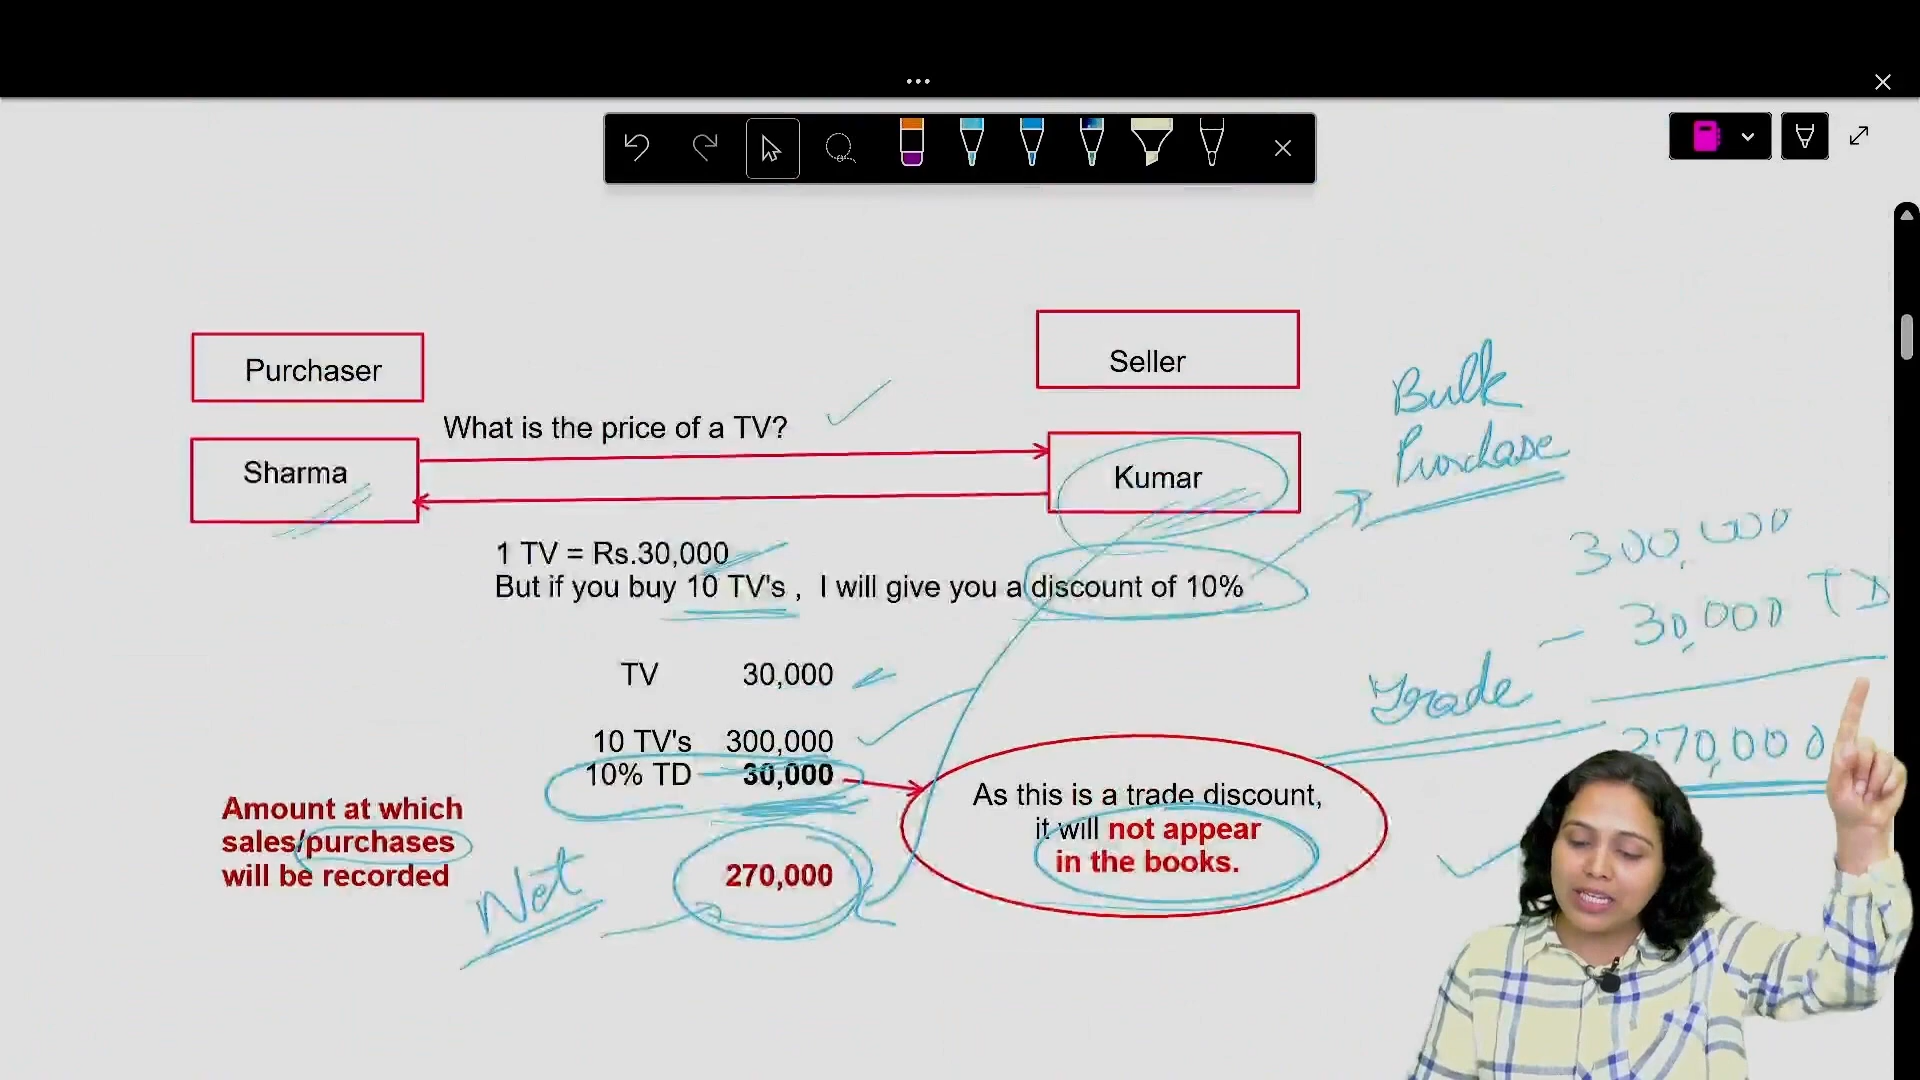 Purchaser
Seller
What is the price of a TV?
Sharma
Kumar
Bulk
Purchase
1 TV = Rs.30,000
But if you buy 10 TV's , I will give you a discount of 10%
300,000
- 30,000 TD
270,000
TV 30,000
Trade
10 TV's 300,000
10% TD 30,000
As this is a trade discount,
it will not appear
in the books.
Amount at which
sales/purchases
will be recorded
270,000
Net